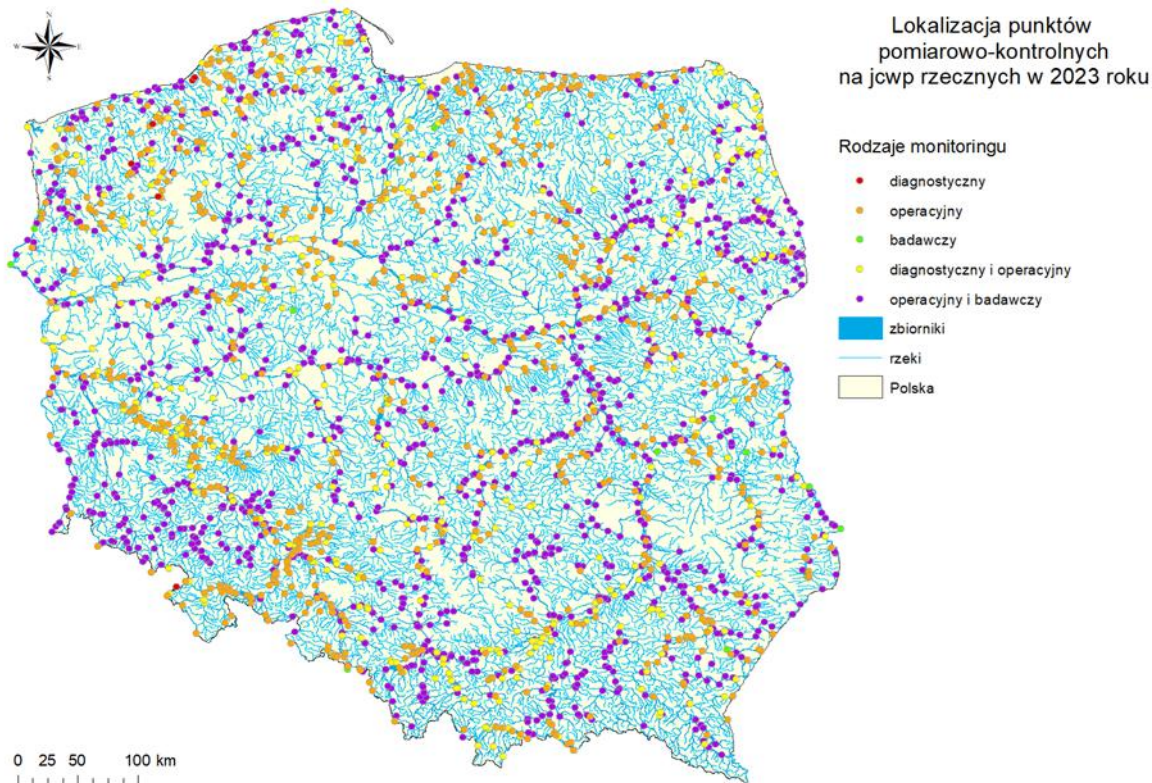 Lokalizacja punktów
pomiarowo-kontrolnych
na jcwp rzecznych w 2023 roku
N
W E
S
Rodzaje monitoringu
diagnostyczny
operacyjny
badawczy
diagnostyczny i operacyjny
operacyjny i badawczy
zbiorniki
rzeki
Polska
0 25 50 100 km